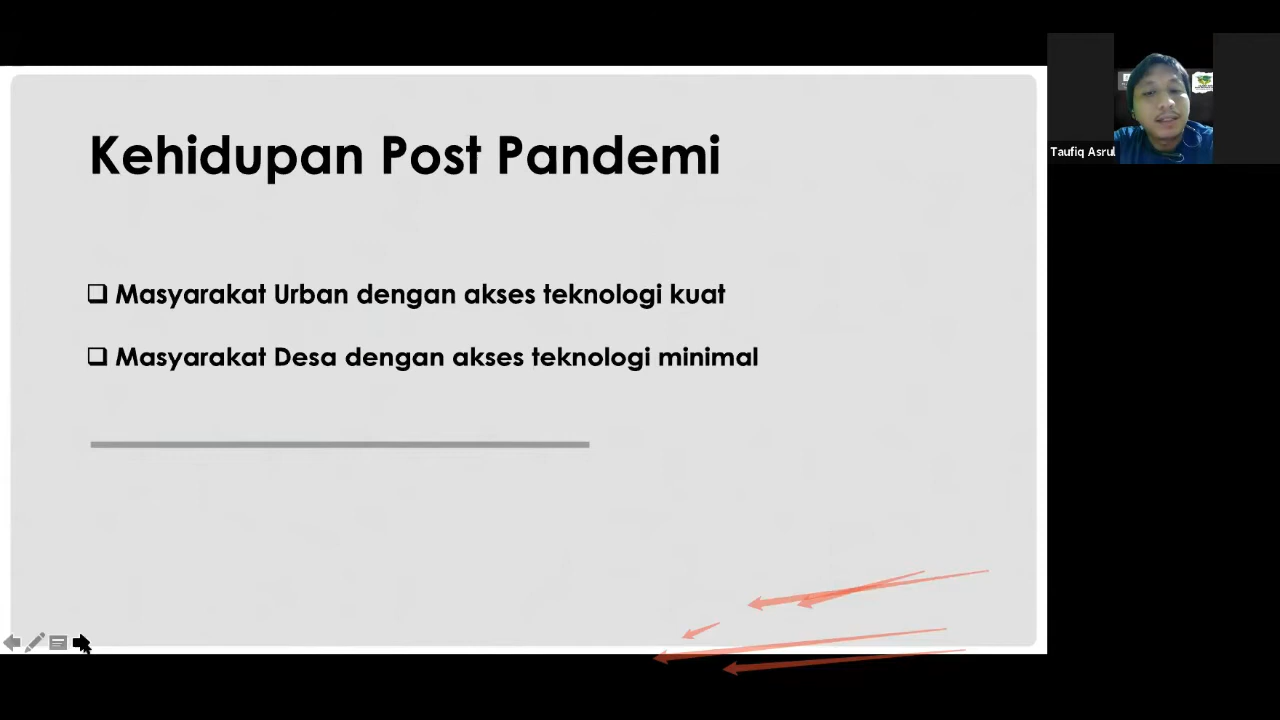 Kehidupan Post Pandemi
Masyarakat Urban dengan akses teknologi kuat
Masyarakat Desa dengan akses teknologi minimal
Taufiq Asrul